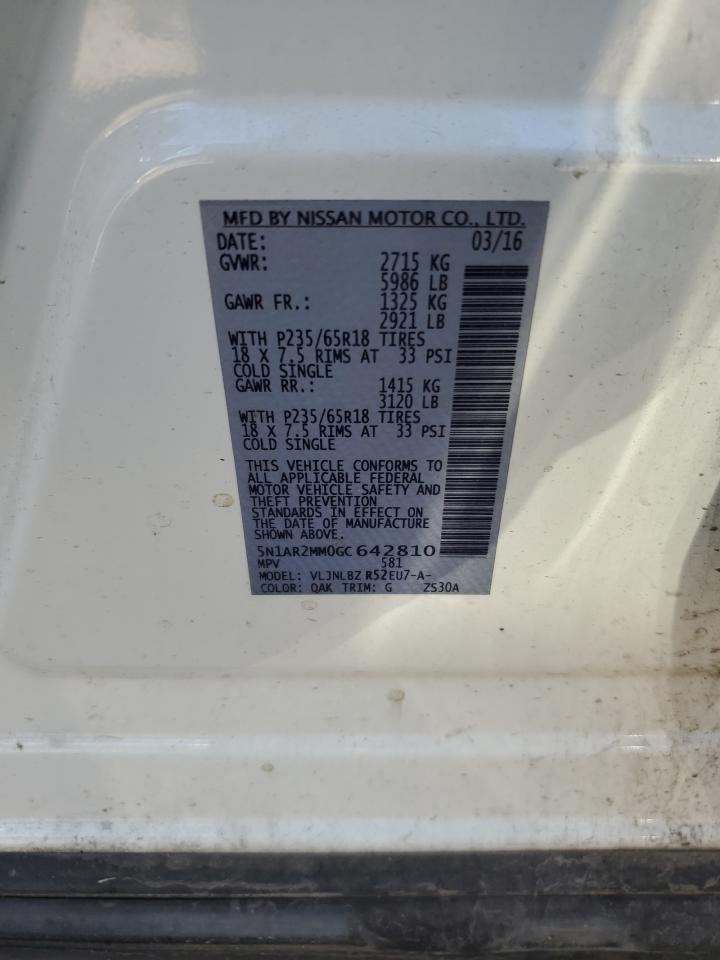 MFD BY NISSAN MOTOR CO., LTD.
DATE: 03/16
GVWR: 2715 KG
5986 LB
GAWR FR.: 1325 KG
2921 LB
WITH P235/65R18 TIRES
18 X 7.5 RIMS AT 33 PSI
COLD SINGLE
GAWR RR.: 1415 KG
3120 LB
WITH P235/65R18 TIRES
18 X 7.5 RIMS AT 33 PSI
COLD SINGLE
THIS VEHICLE CONFORMS TO
ALL APPLICABLE FEDERAL
MOTOR VEHICLE SAFETY AND
THEFT PREVENTION
STANDARDS IN EFFECT ON
THE DATE OF MANUFACTURE
SHOWN ABOVE.
5N1AR2MM0GC642810
MPV 581
MODEL: VLJNLBZ R52EU7-A-
COLOR: QAK TRIM: G ZS30A